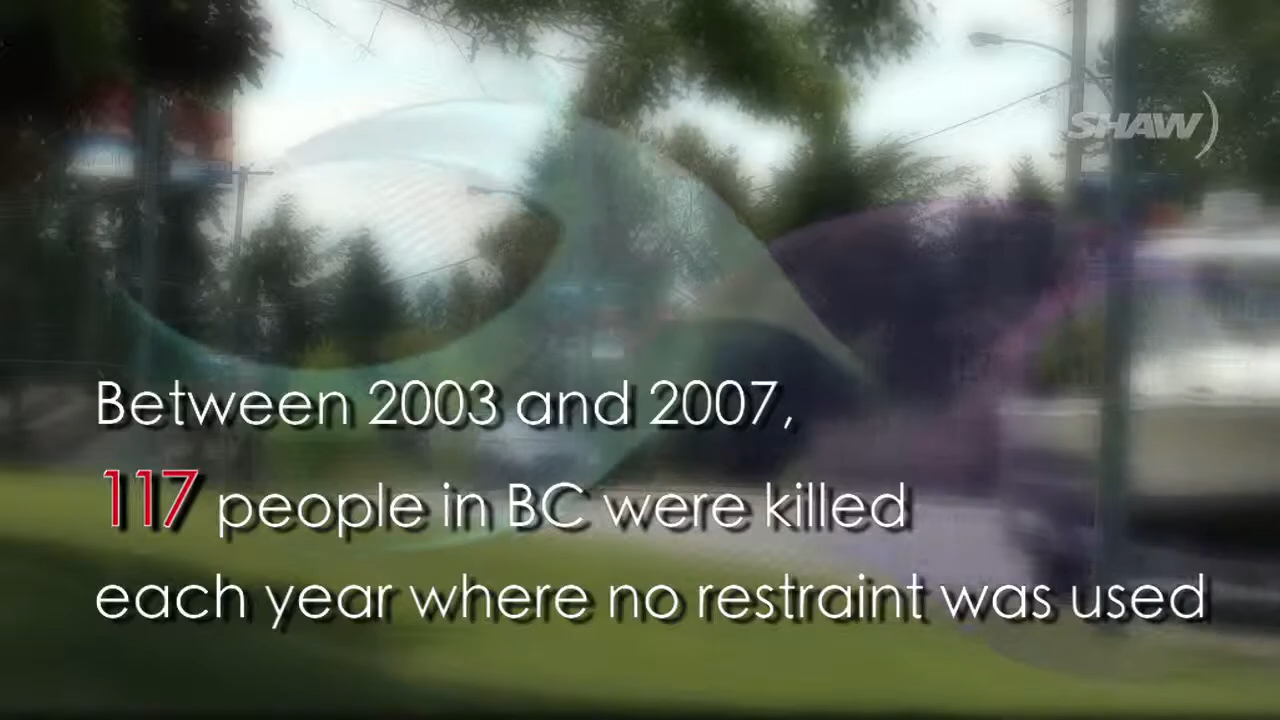 SHAW)
Between 2003 and 2007,
117 people in BC were killed
each year where no restraint was used